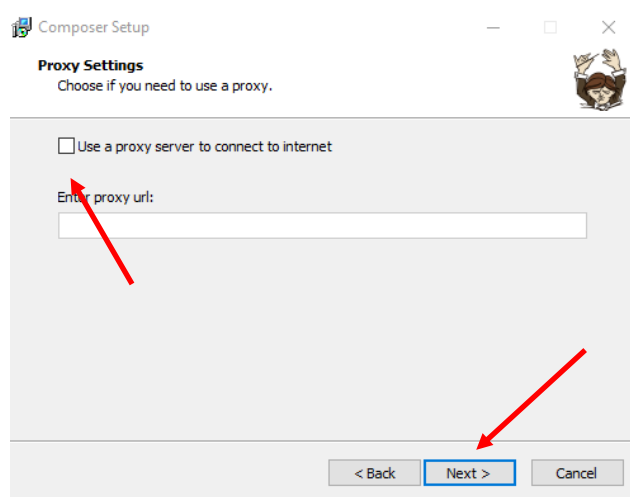 Composer Setup
Proxy Settings
Choose if you need to use a proxy.
Use a proxy server to connect to internet
Enter proxy url:
< Back
Next >
Cancel